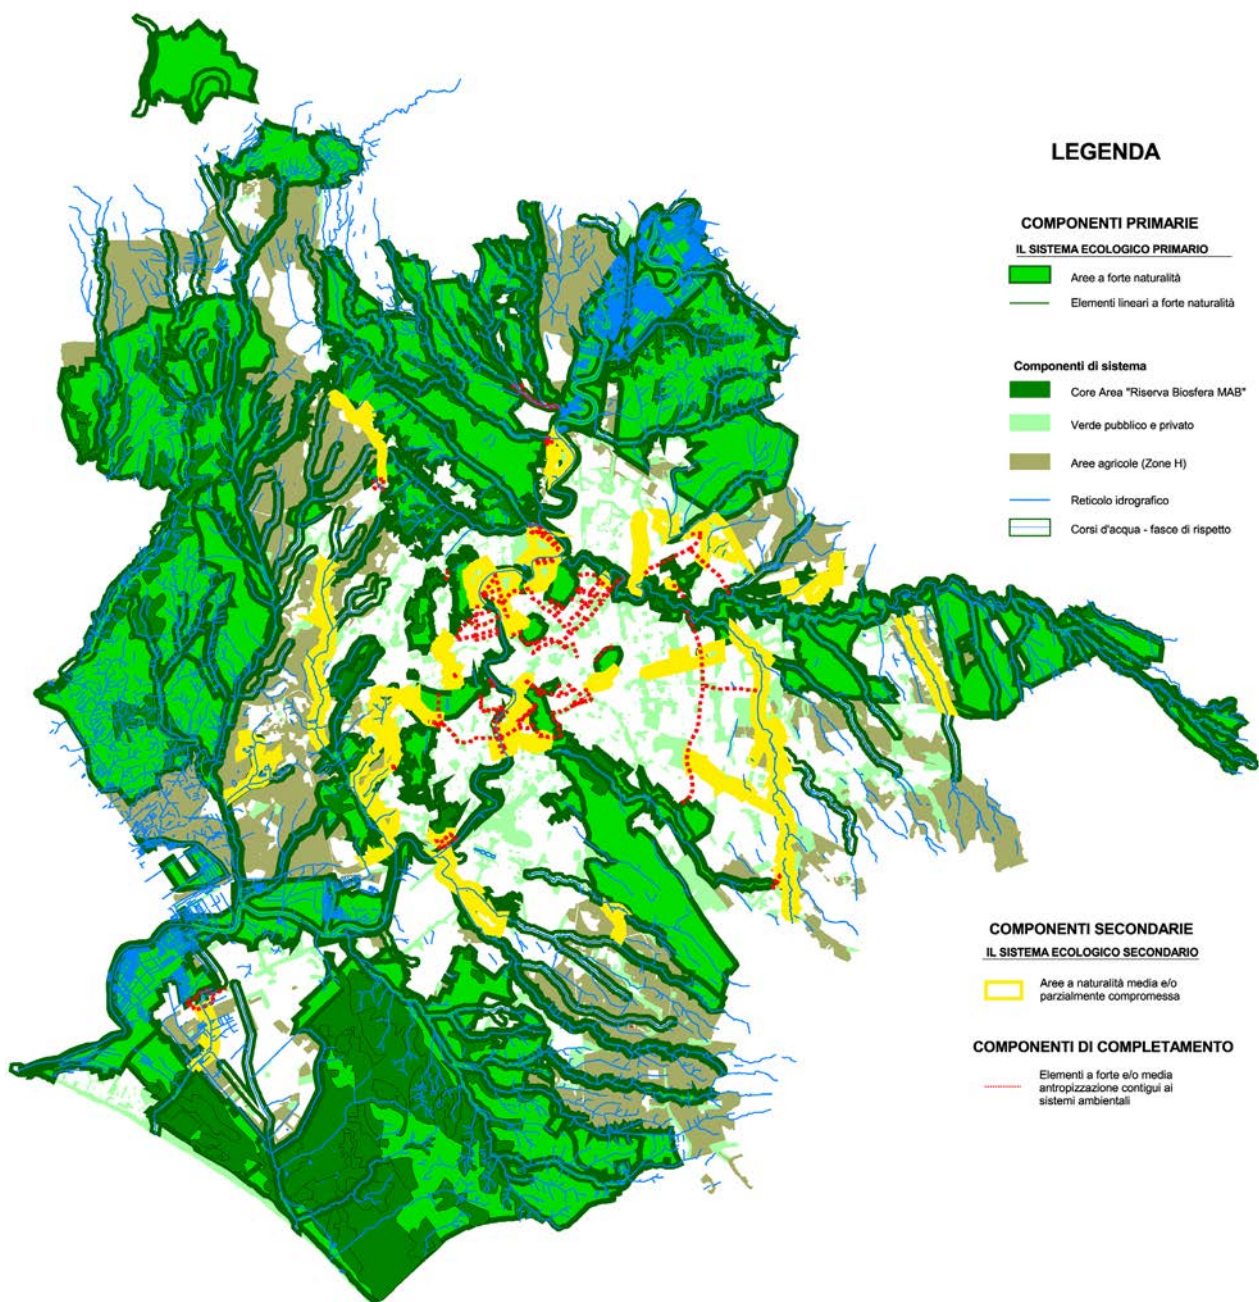 LEGENDA
COMPONENTI PRIMARIE
IL SISTEMA ECOLOGICO PRIMARIO
Aree a forte naturalità
Elementi lineari a forte naturalità
Componenti di sistema
Core Area "Riserva Biosfera MAB"
Verde pubblico e privato
Aree agricole (Zone H)
Reticolo idrografico
Corsi d'acqua - fasce di rispetto
COMPONENTI SECONDARIE
IL SISTEMA ECOLOGICO SECONDARIO
Aree a naturalità media e/o
parzialmente compromessa
COMPONENTI DI COMPLETAMENTO
Elementi a forte e/o media
antropizzazione contigui ai
sistemi ambientali